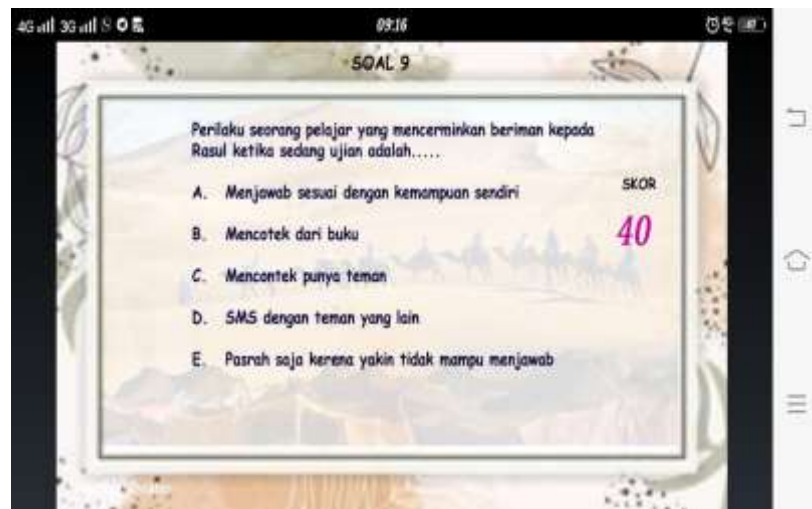 4G 3G
09:16
SOAL 9
Perilaku seorang pelajar yang mencerminkan beriman kepada
Rasul ketika sedang ujian adalah.....
A. Menjawab sesuai dengan kemampuan sendiri
SKOR
B. Mencotek dari buku
40
C. Mencontek punya teman
D. SMS dengan teman yang lain
E. Pasrah saja kerena yakin tidak mampu menjawab